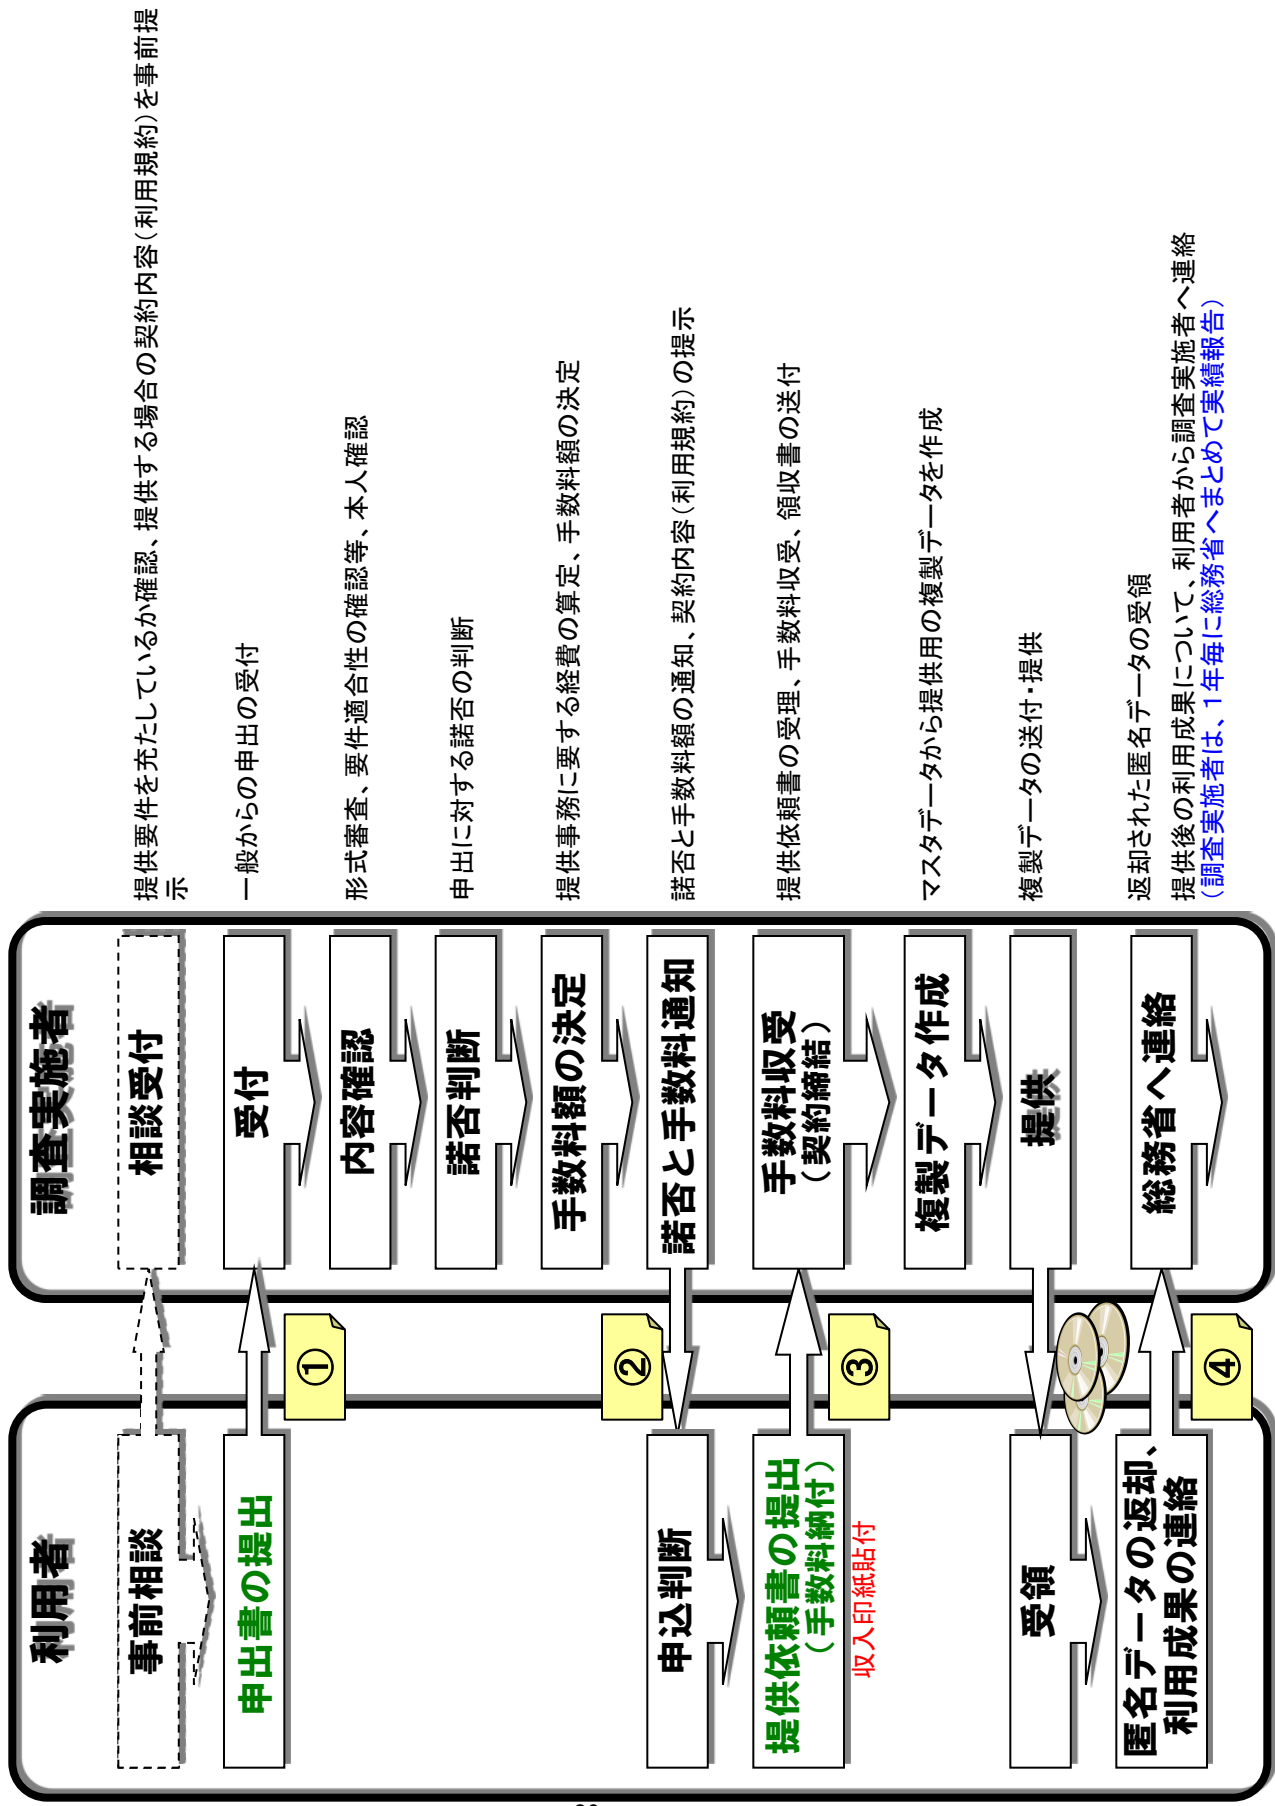 利用者
調査実施者
事前相談
相談受付
提供要件を充たしているか確認、提供する場合の契約内容（利用規約）を事前提
示
申出書の提出
受付
一般からの申出の受付
①
内容確認
形式審査、要件適合性の確認等、本人確認
諾否判断
申出に対する諾否の判断
手数料額の決定
提供事務に要する経費の算定、手数料額の決定
②
申込判断
諾否と手数料通知
諾否と手数料額の通知、契約内容（利用規約）の提示
提供依頼書の提出
（手数料納付）
収入印紙貼付
手数料収受
（契約締結）
提供依頼書の受理、手数料収受、領収書の送付
③
複製データ作成
マスタデータから提供用の複製データを作成
受領
提供
複製データの送付・提供
匿名データの返却、
利用成果の連絡
総務省へ連絡
返却された匿名データの受領
提供後の利用成果について、利用者から調査実施者へ連絡
（調査実施者は、１年毎に総務省へまとめて実績報告）
④